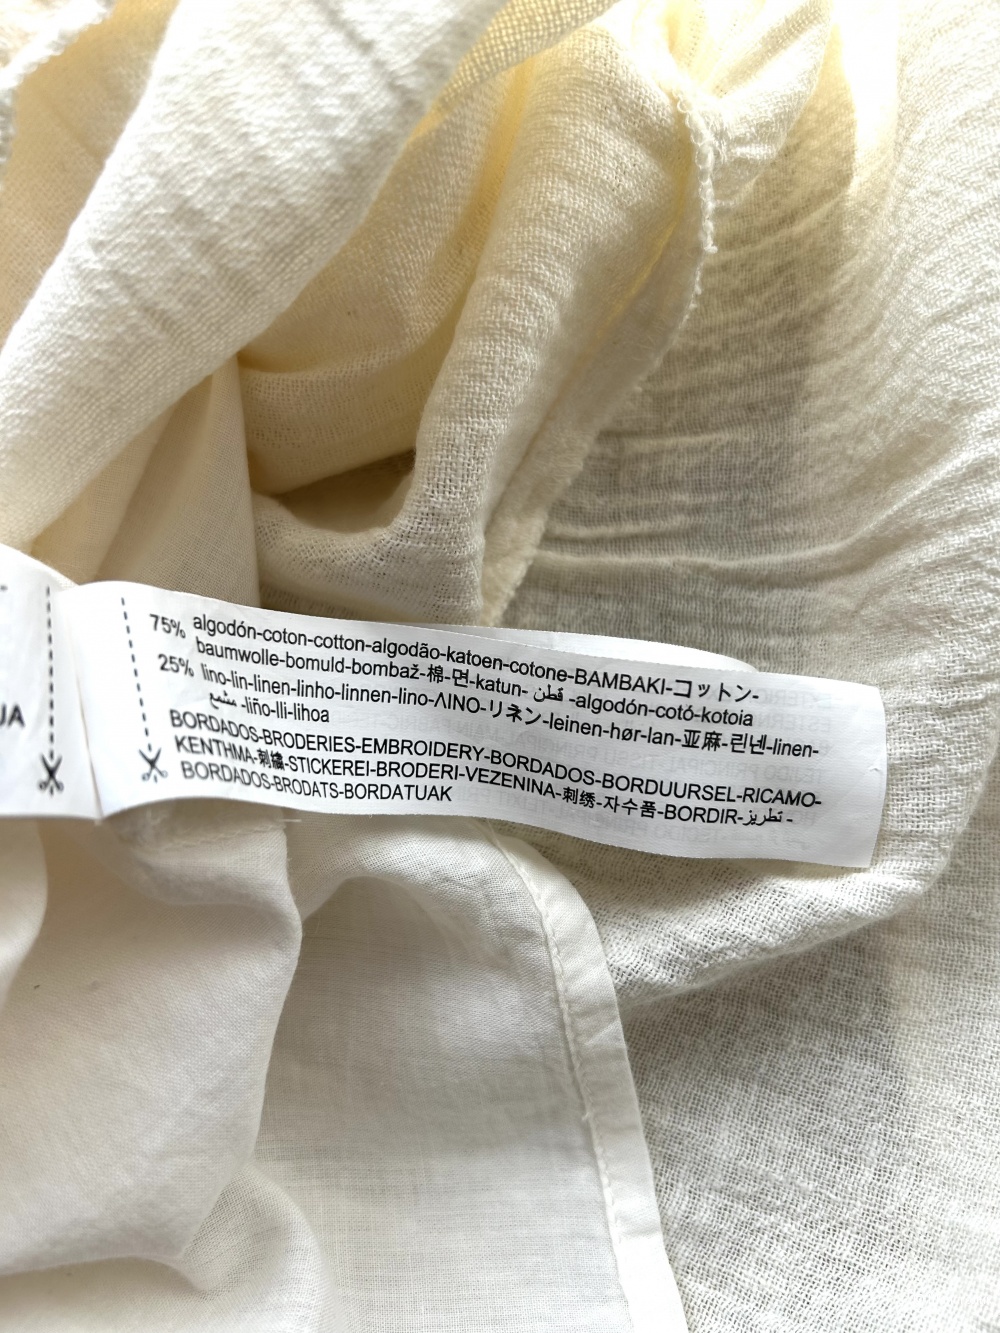 UA
75% algodón-coton-cotton-algodão-katoen-cotone-BAMBAKI-コットン-
baumwolle-bomuld-bombaž-棉-면-katun- قطن -algodón-cotó-kotoia
25% lino-lin-linen-linho-linnen-lino-ΛINO-リネン-leinen-hør-lan-亚麻-린넨-linen-
-liño-lli-lihoa
BORDADOS-BRODERIES-EMBROIDERY-BORDADOS-BORDUURSEL-RICAMO-
KENTHMA-刺繍-STICKEREI-BRODERI-VEZENINA-刺绣-자수품-BORDIR-تطريز -
BORDADOS-BRODATS-BORDATUAK